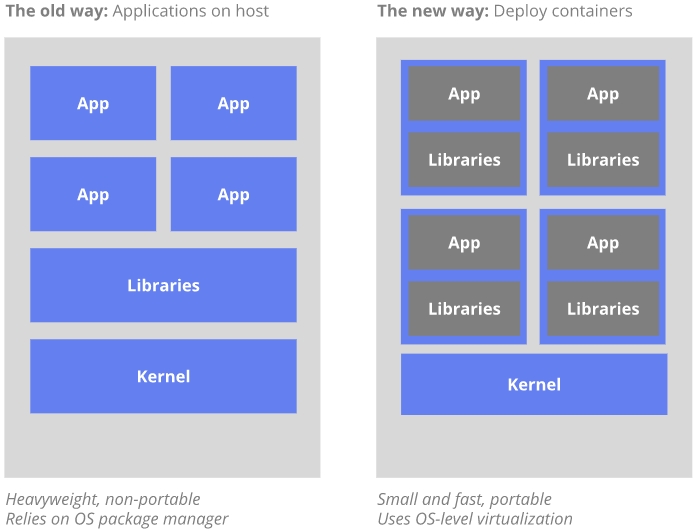 The old way: Applications on host
App
App
App
App
Libraries
Kernel
Heavyweight, non-portable
Relies on OS package manager
The new way: Deploy containers
App
Libraries
App
Libraries
App
Libraries
App
Libraries
Kernel
Small and fast, portable
Uses OS-level virtualization